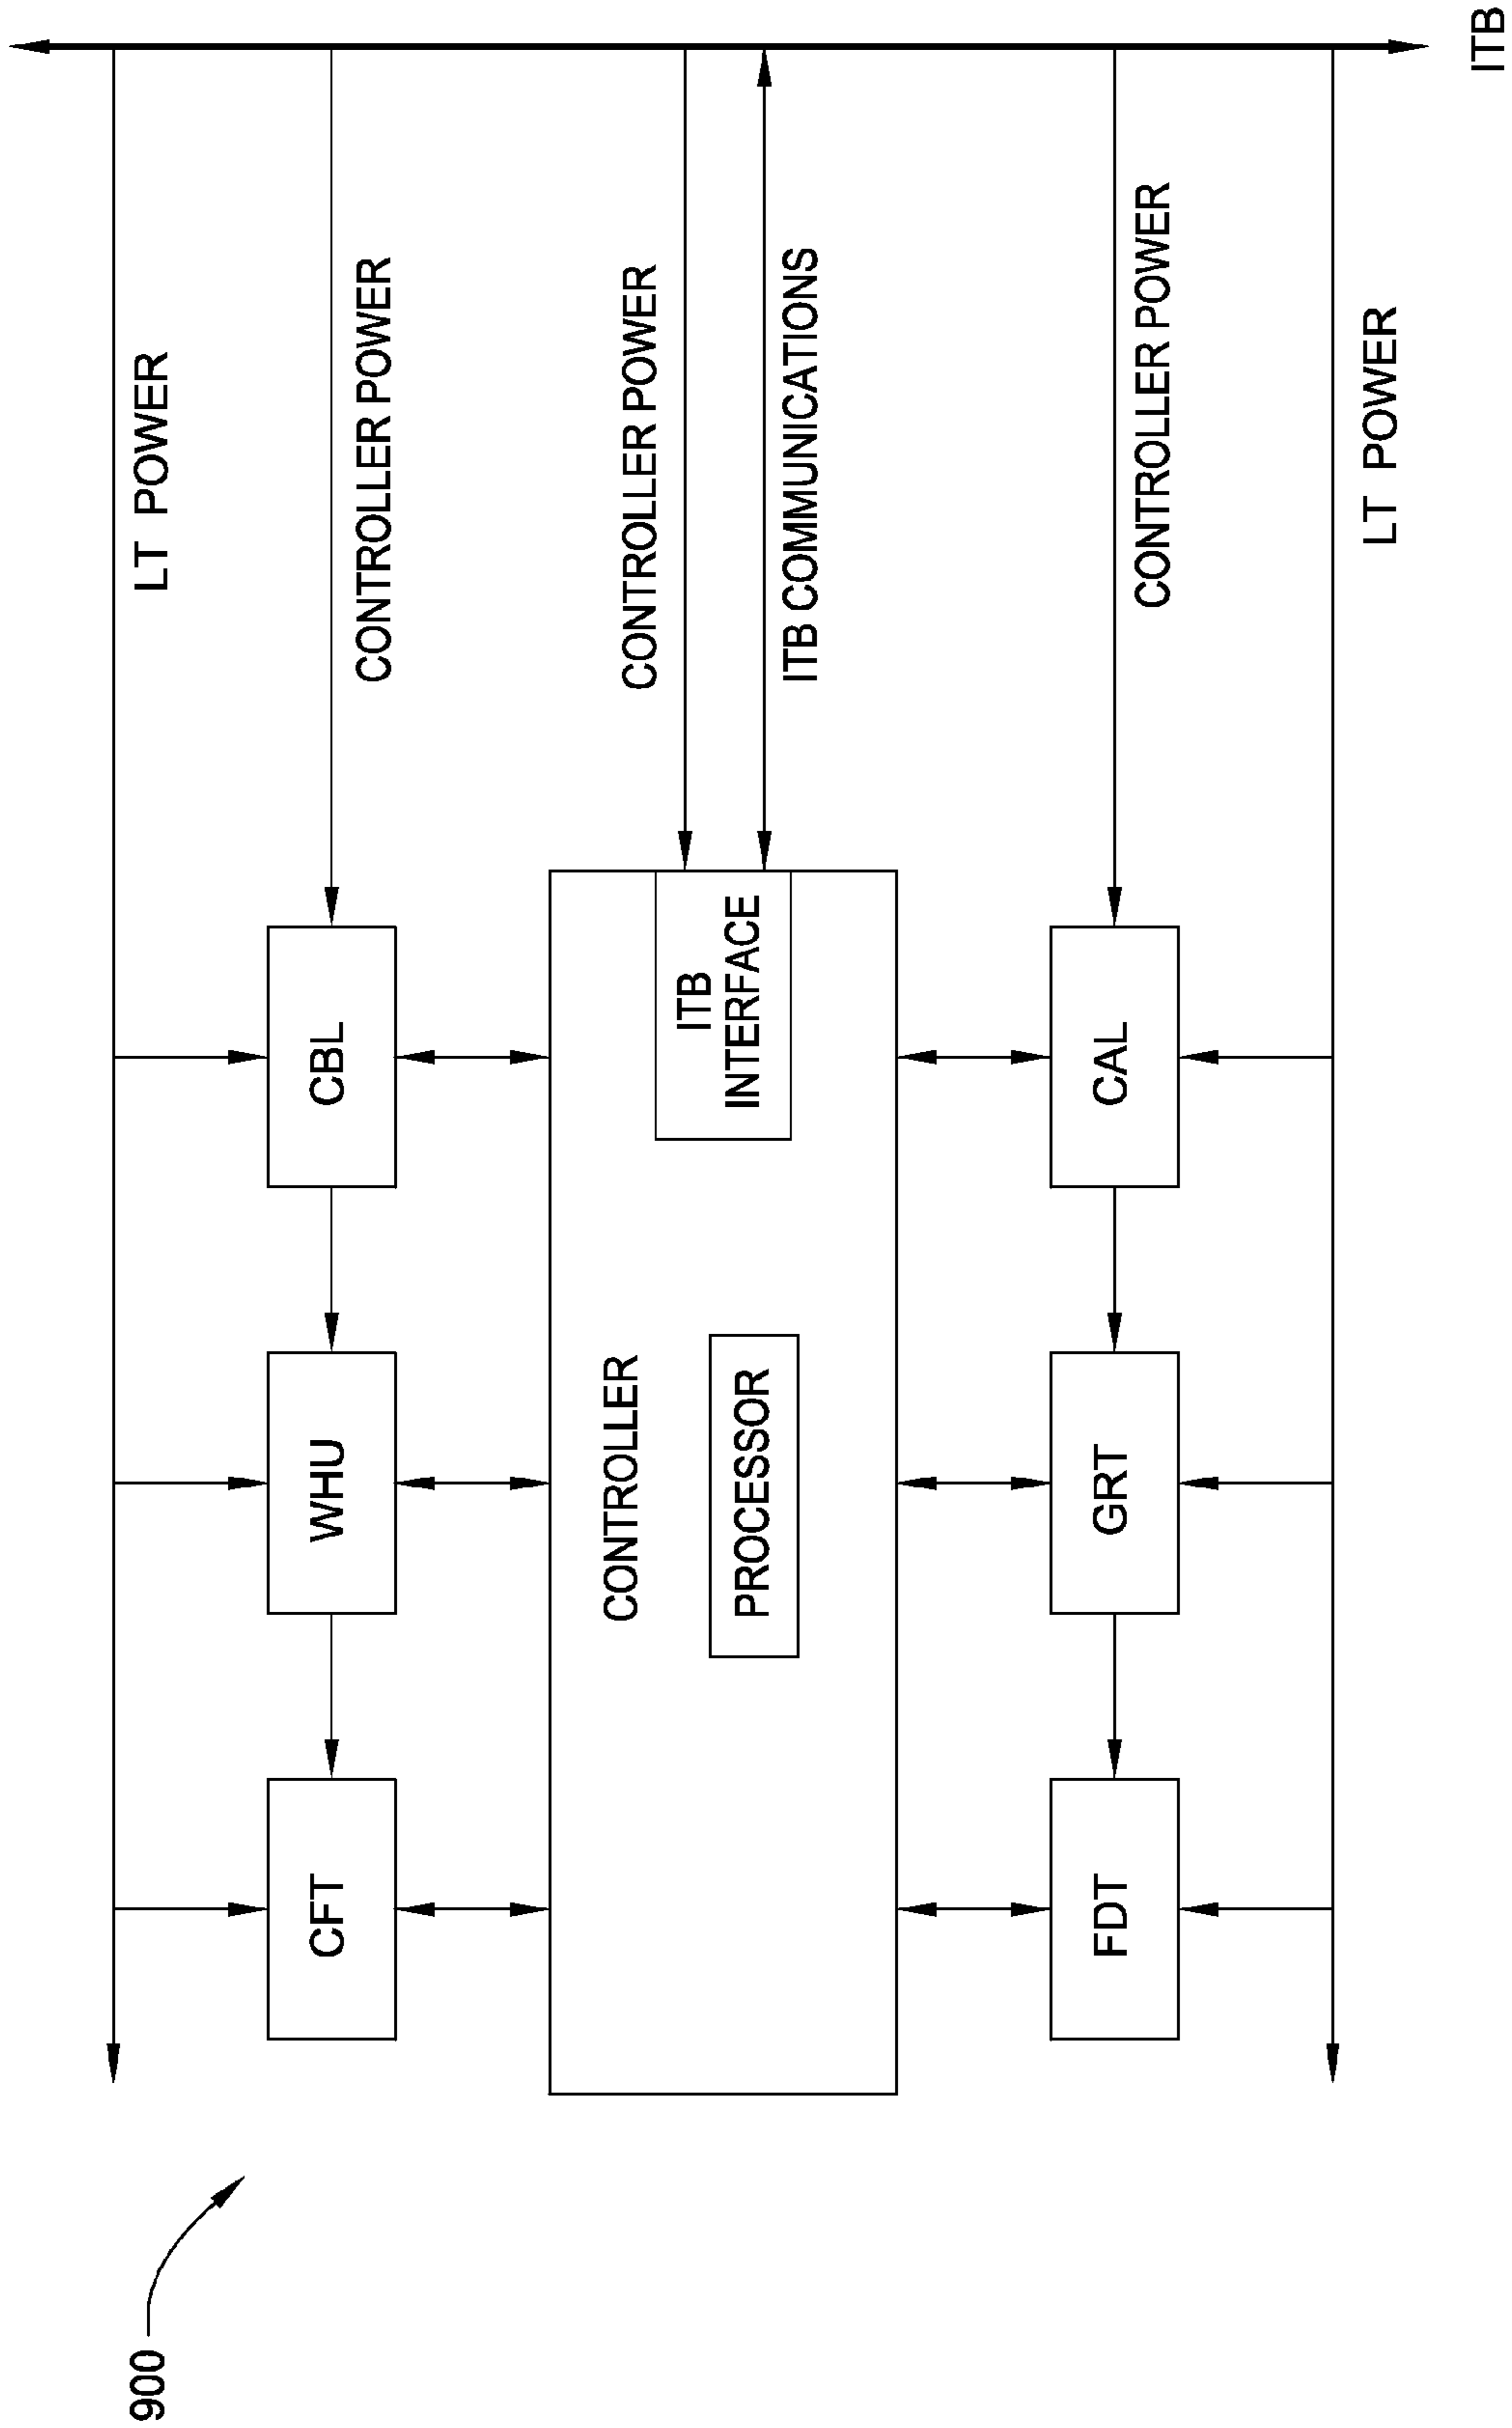 900
LT POWER
CFT
WHU
CBL
CONTROLLER POWER
CONTROLLER
PROCESSOR
ITB
INTERFACE
CONTROLLER POWER
ITB COMMUNICATIONS
FDT
GRT
CAL
CONTROLLER POWER
LT POWER
ITB